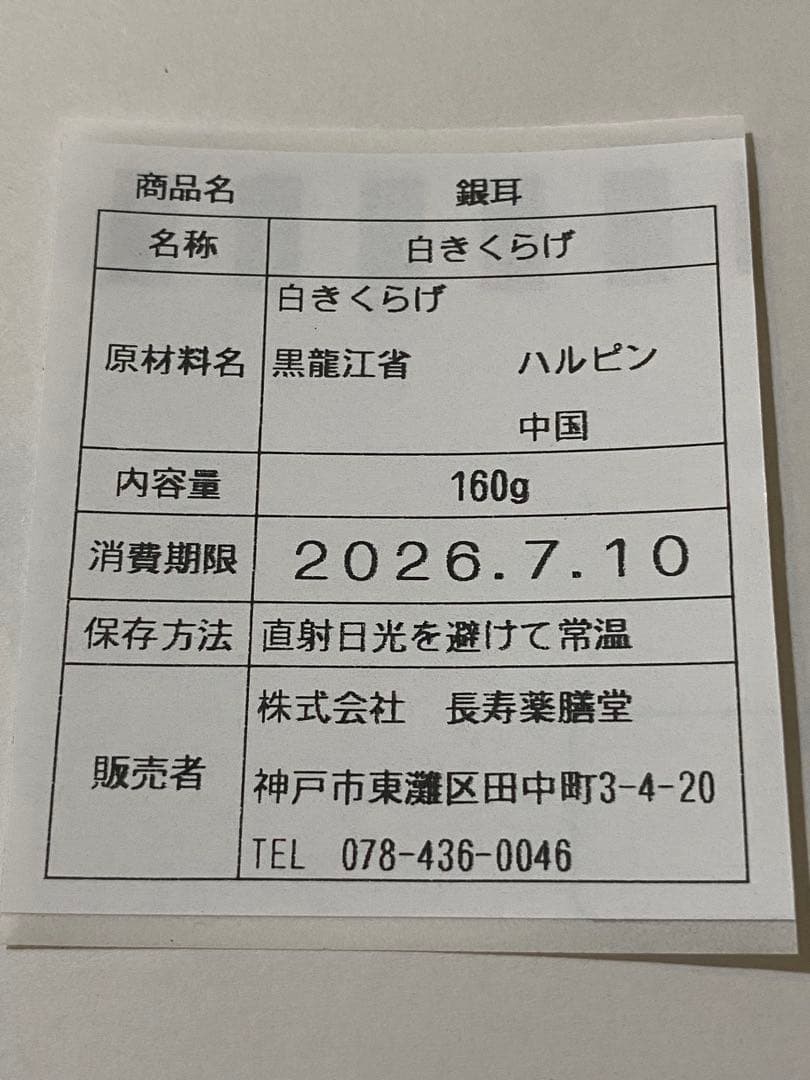 商品名 銀耳
名称 白きくらげ
白きくらげ
原材料名 黒龍江省 ハルピン
中国
内容量 160g
消費期限 2026.7.10
保存方法 直射日光を避けて常温
株式会社 長寿薬膳堂
販売者
神戸市東灘区田中町3-4-20
TEL 078-436-0046